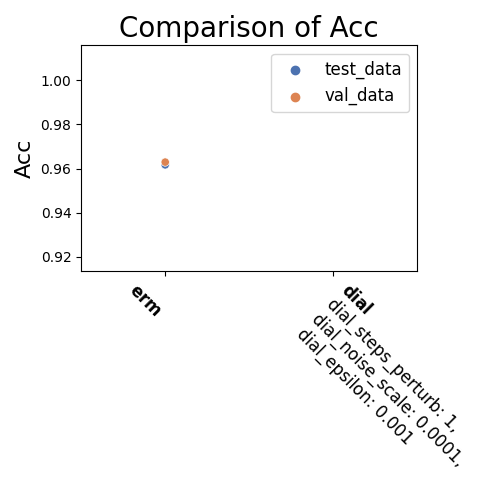 Comparison of Acc
test_data
val_data
Acc
1.00
0.98
0.96
0.94
0.92
erm
dial
dial_steps_perturb: 1,
dial_noise_scale: 0.0001,
dial_epsilon: 0.001